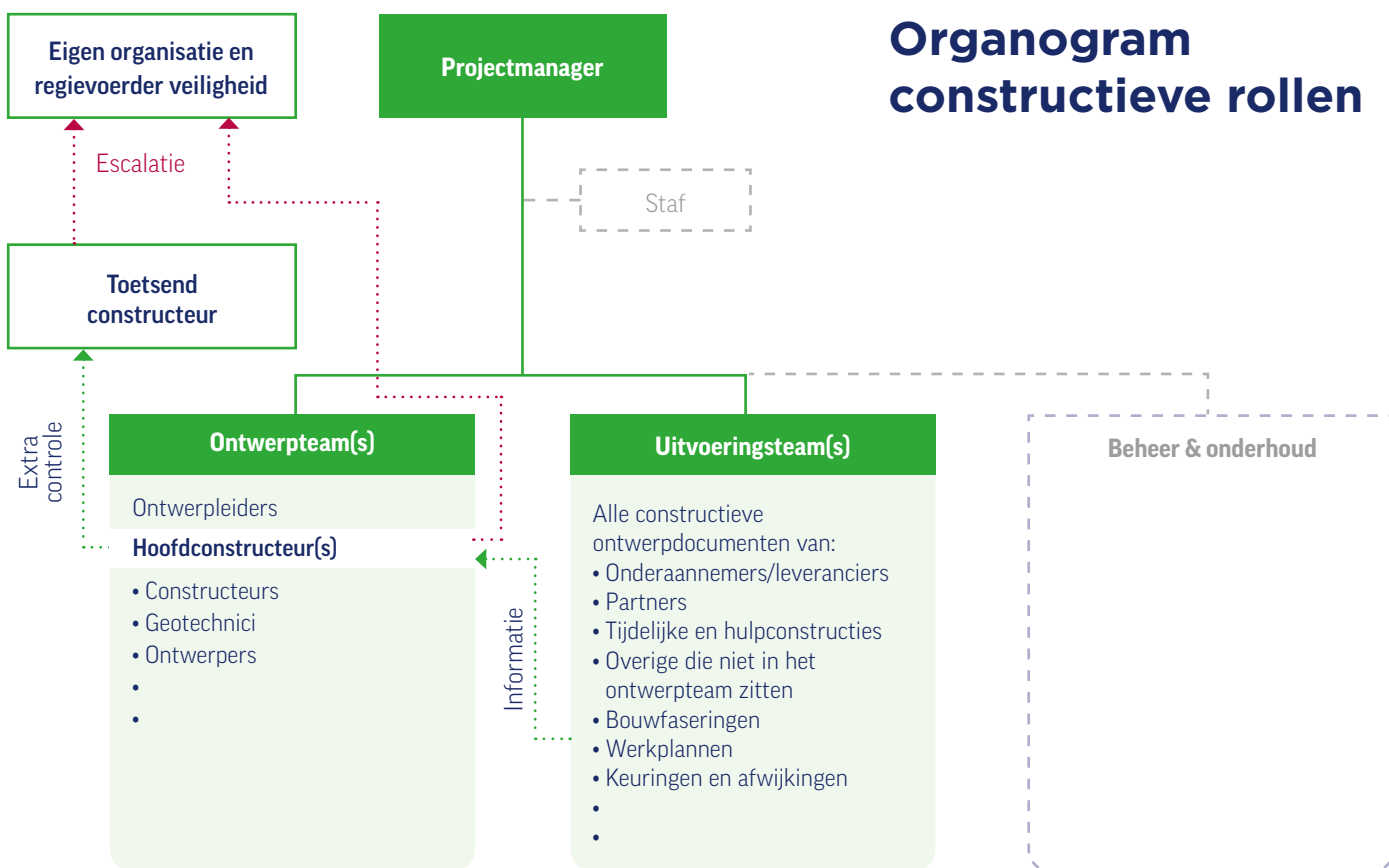 Organogram
constructieve rollen
Eigen organisatie en
regievoerder veiligheid
Projectmanager
Escalatie
Staf
Toetsend
constructeur
Extra
controle
Ontwerpteam(s)
Ontwerpleiders
Hoofdconstructeur(s)
• Constructeurs
• Geotechnici
• Ontwerpers
•
•
Informatie
Uitvoeringsteam(s)
Alle constructieve
ontwerpdocumenten van:
• Onderaannemers/leveranciers
• Partners
• Tijdelijke en hulpconstructies
• Overige die niet in het
ontwerpteam zitten
• Bouwfaseringen
• Werkplannen
• Keuringen en afwijkingen
•
•
Beheer & onderhoud